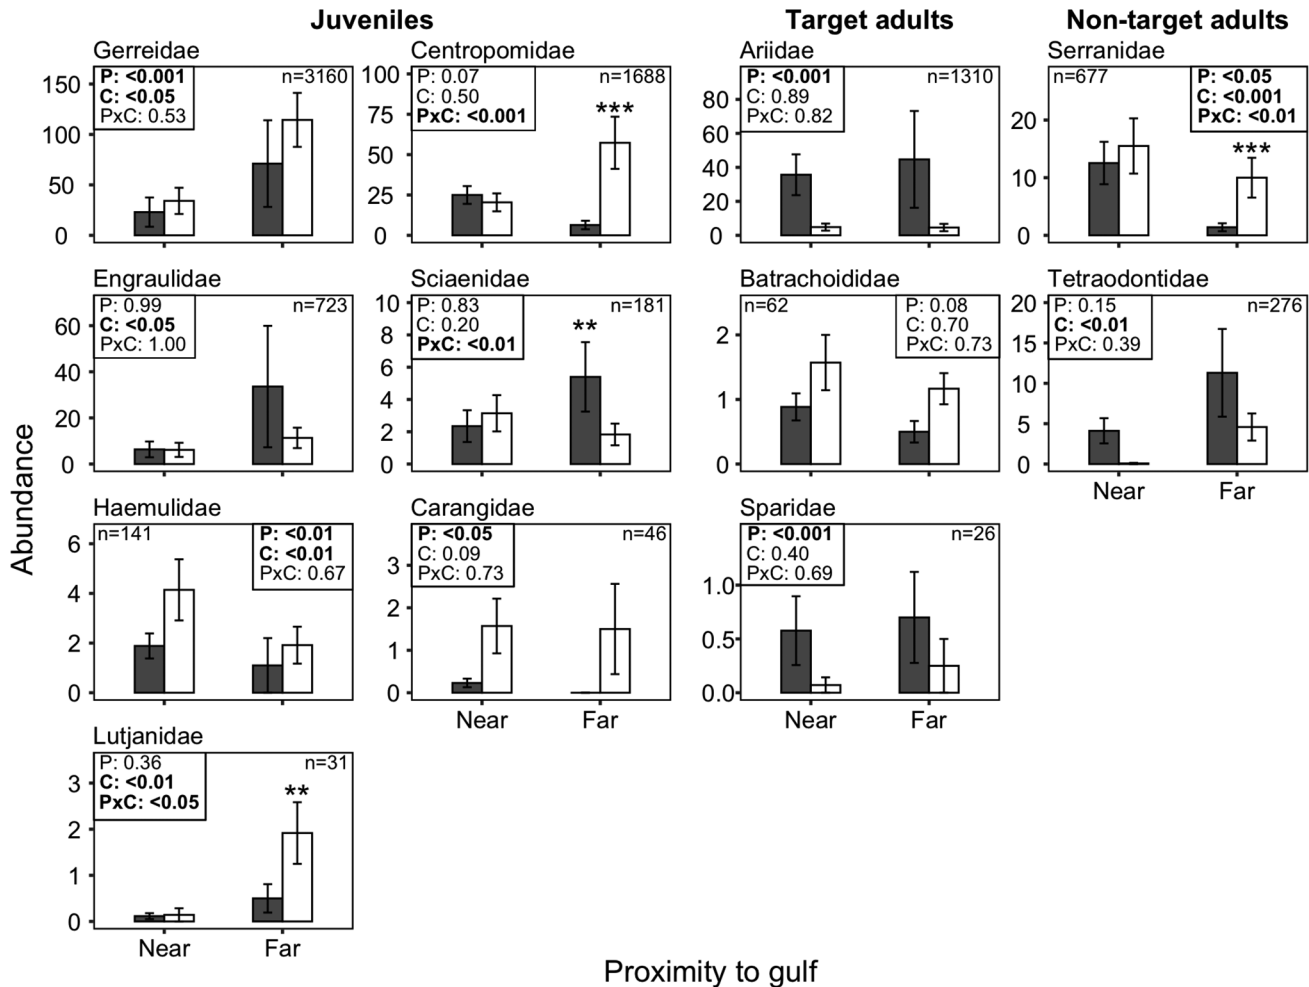 Juveniles
Target adults
Non-target adults
Gerreidae
P: <0.001
C: <0.05
PxC: 0.53
n=3160
150
100
50
0
Centropomidae
P: 0.07
C: 0.50
PxC: <0.001
n=1688
***
100
75
50
25
0
Ariidae
P: <0.001
C: 0.89
PxC: 0.82
n=1310
80
60
40
20
0
Serranidae
n=677
P: <0.05
C: <0.001
PxC: <0.01
***
20
10
0
Engraulidae
P: 0.99
C: <0.05
PxC: 1.00
n=723
60
40
20
0
Sciaenidae
P: 0.83
C: 0.20
PxC: <0.01
n=181
**
10
8
6
4
2
0
Batrachoididae
n=62
P: 0.08
C: 0.70
PxC: 0.73
2
1
0
Tetraodontidae
P: 0.15
C: <0.01
PxC: 0.39
n=276
20
15
10
5
0
Near
Far
Haemulidae
n=141
P: <0.01
C: <0.01
PxC: 0.67
6
4
2
0
Carangidae
P: <0.05
C: 0.09
PxC: 0.73
n=46
3
2
1
0
Near
Far
Sparidae
P: <0.001
C: 0.40
PxC: 0.69
n=26
1.0
0.5
0.0
Near
Far
Lutjanidae
P: 0.36
C: <0.01
PxC: <0.05
n=31
**
3
2
1
0
Near
Far
Abundance
Proximity to gulf